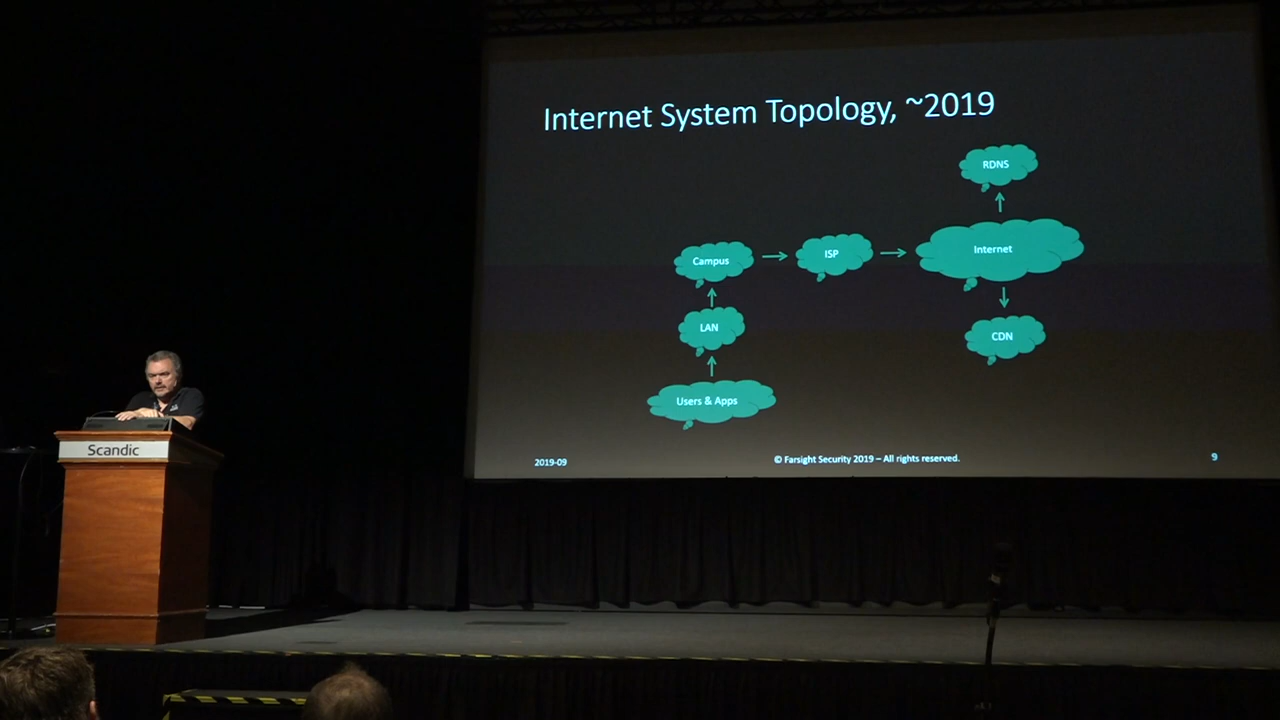 Internet System Topology, ~2019
RDNS
Internet
ISP
Campus
LAN
CDN
Users & Apps
2019-09
© Farsight Security 2019 – All rights reserved.
9
Scandic